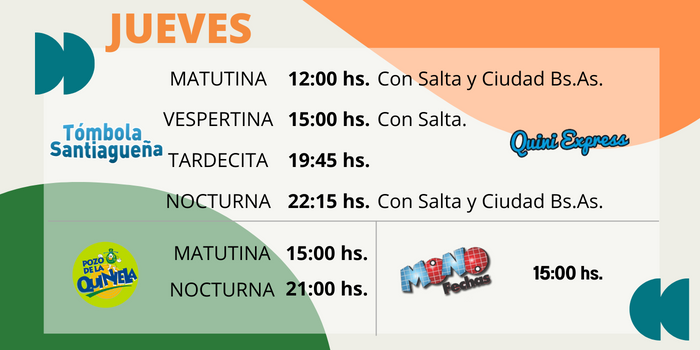 JUEVES
MATUTINA 12:00 hs. Con Salta y Ciudad Bs.As.
VESPERTINA 15:00 hs. Con Salta.
Tómbola
Santiagueña
Quini Express
TARDECITA 19:45 hs.
NOCTURNA 22:15 hs. Con Salta y Ciudad Bs.As.
POZO
DE LA
QUINIELA
MATUTINA 15:00 hs.
NOCTURNA 21:00 hs.
MONO
Fechas
15:00 hs.